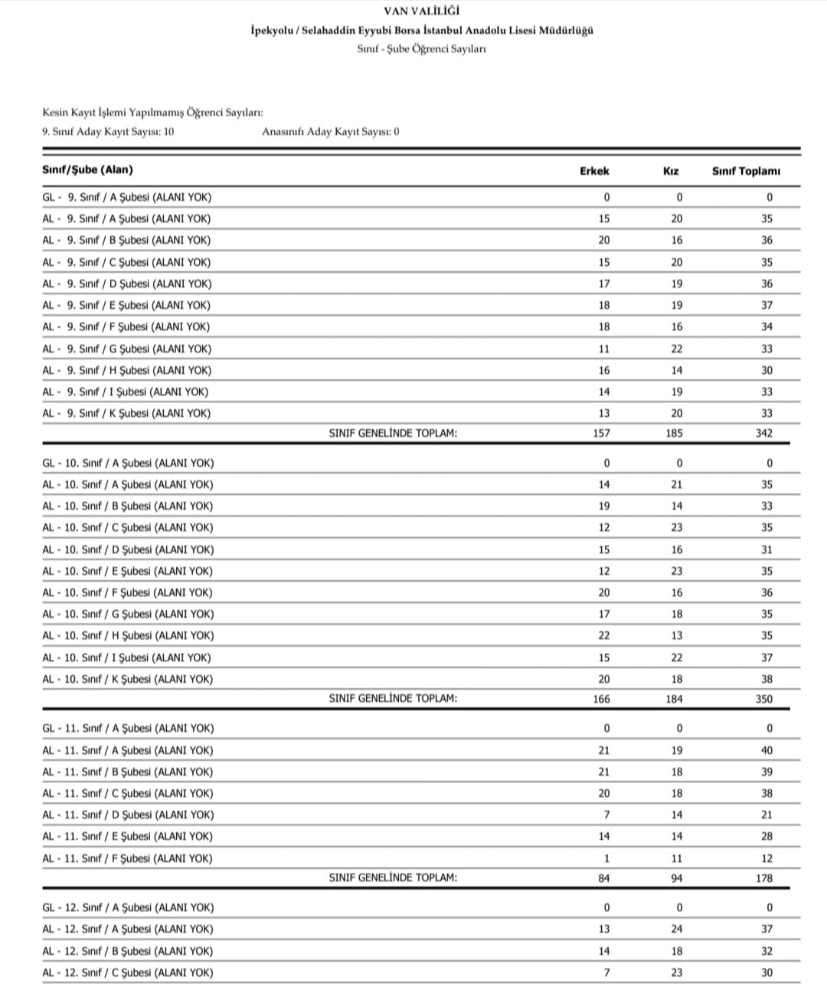 VAN VALİLİĞİ
İpekyolu / Selahaddin Eyyubi Borsa İstanbul Anadolu Lisesi Müdürlüğü
Sınıf - Şube Öğrenci Sayıları
Kesin Kayıt İşlemi Yapılmamış Öğrenci Sayıları:
9. Sınıf Aday Kayıt Sayısı: 10 Anasınıfı Aday Kayıt Sayısı: 0
Sınıf/Şube (Alan) Erkek Kız Sınıf Toplamı
GL - 9. Sınıf / A Şubesi (ALANI YOK) 0 0 0
AL - 9. Sınıf / A Şubesi (ALANI YOK) 15 20 35
AL - 9. Sınıf / B Şubesi (ALANI YOK) 20 16 36
AL - 9. Sınıf / C Şubesi (ALANI YOK) 15 20 35
AL - 9. Sınıf / D Şubesi (ALANI YOK) 17 19 36
AL - 9. Sınıf / E Şubesi (ALANI YOK) 18 19 37
AL - 9. Sınıf / F Şubesi (ALANI YOK) 18 16 34
AL - 9. Sınıf / G Şubesi (ALANI YOK) 11 22 33
AL - 9. Sınıf / H Şubesi (ALANI YOK) 16 14 30
AL - 9. Sınıf / I Şubesi (ALANI YOK) 14 19 33
AL - 9. Sınıf / K Şubesi (ALANI YOK) 13 20 33
SINIF GENELİNDE TOPLAM: 157 185 342
GL - 10. Sınıf / A Şubesi (ALANI YOK) 0 0 0
AL - 10. Sınıf / A Şubesi (ALANI YOK) 14 21 35
AL - 10. Sınıf / B Şubesi (ALANI YOK) 19 14 33
AL - 10. Sınıf / C Şubesi (ALANI YOK) 12 23 35
AL - 10. Sınıf / D Şubesi (ALANI YOK) 15 16 31
AL - 10. Sınıf / E Şubesi (ALANI YOK) 12 23 35
AL - 10. Sınıf / F Şubesi (ALANI YOK) 20 16 36
AL - 10. Sınıf / G Şubesi (ALANI YOK) 17 18 35
AL - 10. Sınıf / H Şubesi (ALANI YOK) 22 13 35
AL - 10. Sınıf / I Şubesi (ALANI YOK) 15 22 37
AL - 10. Sınıf / K Şubesi (ALANI YOK) 20 18 38
SINIF GENELİNDE TOPLAM: 166 184 350
GL - 11. Sınıf / A Şubesi (ALANI YOK) 0 0 0
AL - 11. Sınıf / A Şubesi (ALANI YOK) 21 19 40
AL - 11. Sınıf / B Şubesi (ALANI YOK) 21 18 39
AL - 11. Sınıf / C Şubesi (ALANI YOK) 20 18 38
AL - 11. Sınıf / D Şubesi (ALANI YOK) 7 14 21
AL - 11. Sınıf / E Şubesi (ALANI YOK) 14 14 28
AL - 11. Sınıf / F Şubesi (ALANI YOK) 1 11 12
SINIF GENELİNDE TOPLAM: 84 94 178
GL - 12. Sınıf / A Şubesi (ALANI YOK) 0 0 0
AL - 12. Sınıf / A Şubesi (ALANI YOK) 13 24 37
AL - 12. Sınıf / B Şubesi (ALANI YOK) 14 18 32
AL - 12. Sınıf / C Şubesi (ALANI YOK) 7 23 30